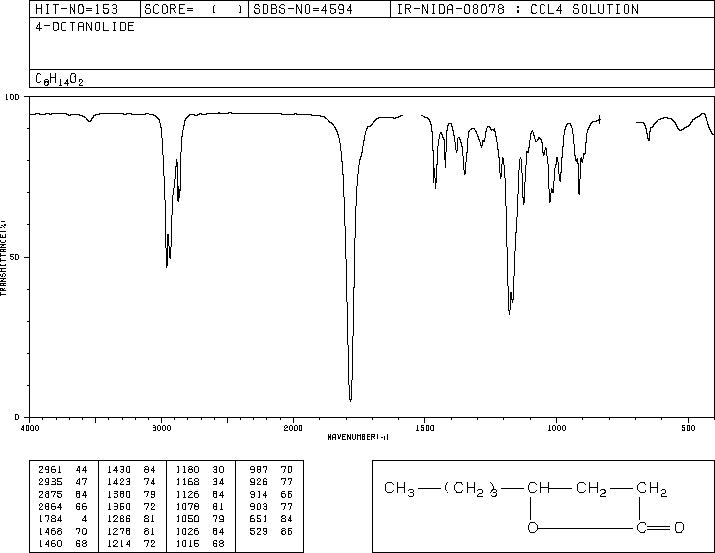 HIT-NO=153 SCORE= ( ) SDBS-NO=4594 IR-NIDA-08078 : CCL4 SOLUTION
4-OCTANOLIDE
C8H14O2
100
50
0
TRANSMITTANCE(%)
4000 3000 2000 1500 1000 500
WAVENUMBER(-1)
2961 44 1430 84 1180 30 987 70
2935 47 1423 74 1168 34 926 77
2875 64 1380 79 1126 64 914 66
2864 66 1350 72 1078 81 903 77
1784 4 1286 81 1050 79 651 84
1466 70 1278 81 1026 64 529 86
1460 68 1214 72 1015 68
CH3 (CH2)3 CH CH2 CH2
O C=O